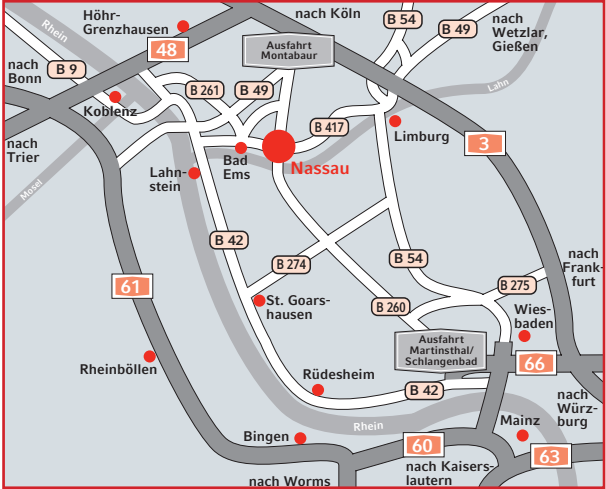 nach Köln
Höhr-
Grenzhausen
Rhein
48
Ausfahrt
Montabaur
B 54
B 49
nach
Wetzlar,
Gießen
nach
Bonn
B 9
B 261
B 49
Lahn
Koblenz
B 417
Limburg
3
nach
Trier
Bad
Ems
Nassau
Lahn-
stein
Mosel
B 42
B 274
B 54
nach
Frank-
furt
61
B 275
St. Goars-
hausen
B 260
Wies-
baden
Ausfahrt
Martinsthal/
Schlangenbad
66
Rheinböllen
Rüdesheim
B 42
nach
Würz-
burg
Rhein
Mainz
Bingen
60
63
nach Kaisers-
lautern
nach Worms